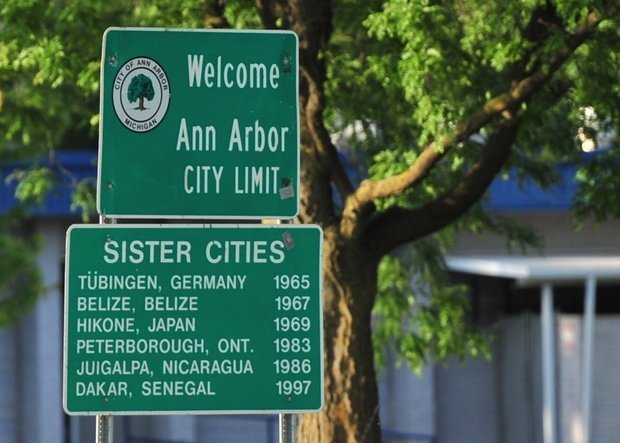 CITY OF ANN ARBOR
MICHIGAN
Welcome
Ann Arbor
CITY LIMIT
SISTER CITIES
TÜBINGEN, GERMANY 1965
BELIZE, BELIZE 1967
HIKONE, JAPAN 1969
PETERBOROUGH, ONT. 1983
JUIGALPA, NICARAGUA 1986
DAKAR, SENEGAL 1997